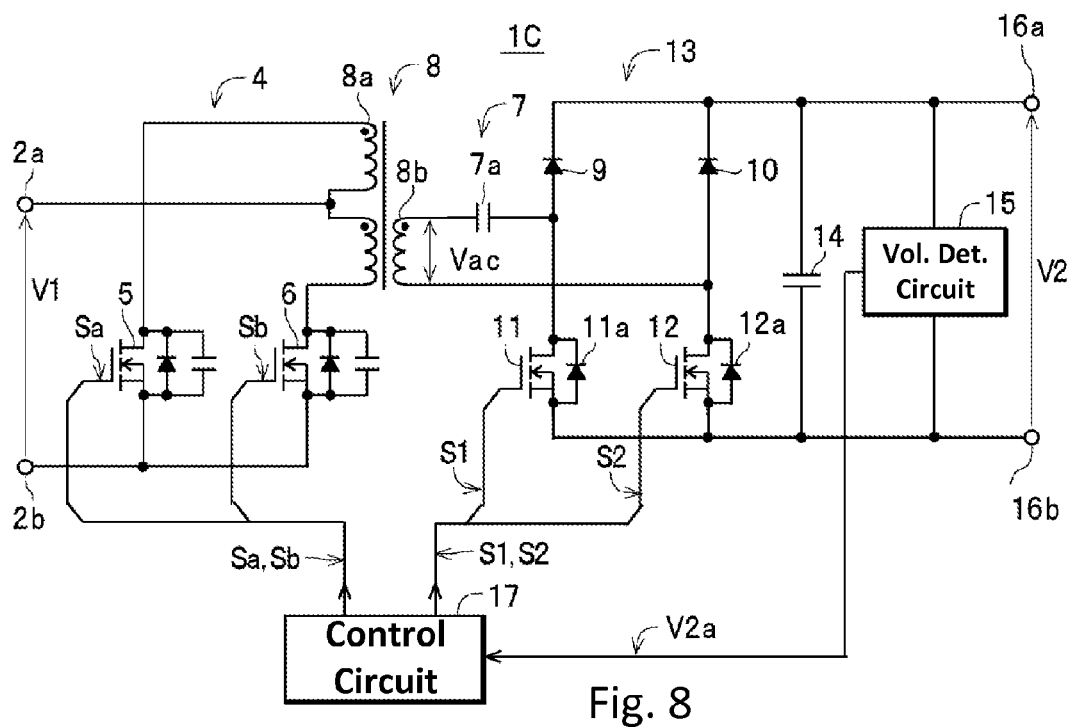 1C
16a
4
8a
8
7
13
2a
7a
9
10
8b
15
Vol. Det.
Circuit
14
Vac
V1
V2
5
6
Sa
Sb
11
11a
12
12a
S1
S2
2b
16b
Sa, Sb
S1, S2
17
Control
Circuit
V2a
Fig. 8